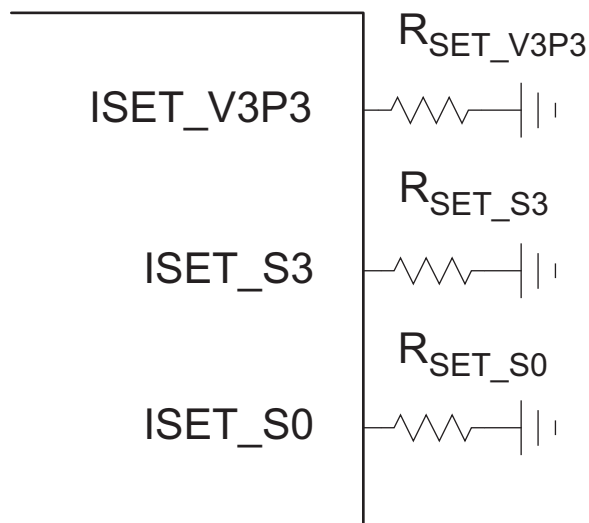 RSET_V3P3
ISET_V3P3
RSET_S3
ISET_S3
RSET_S0
ISET_S0